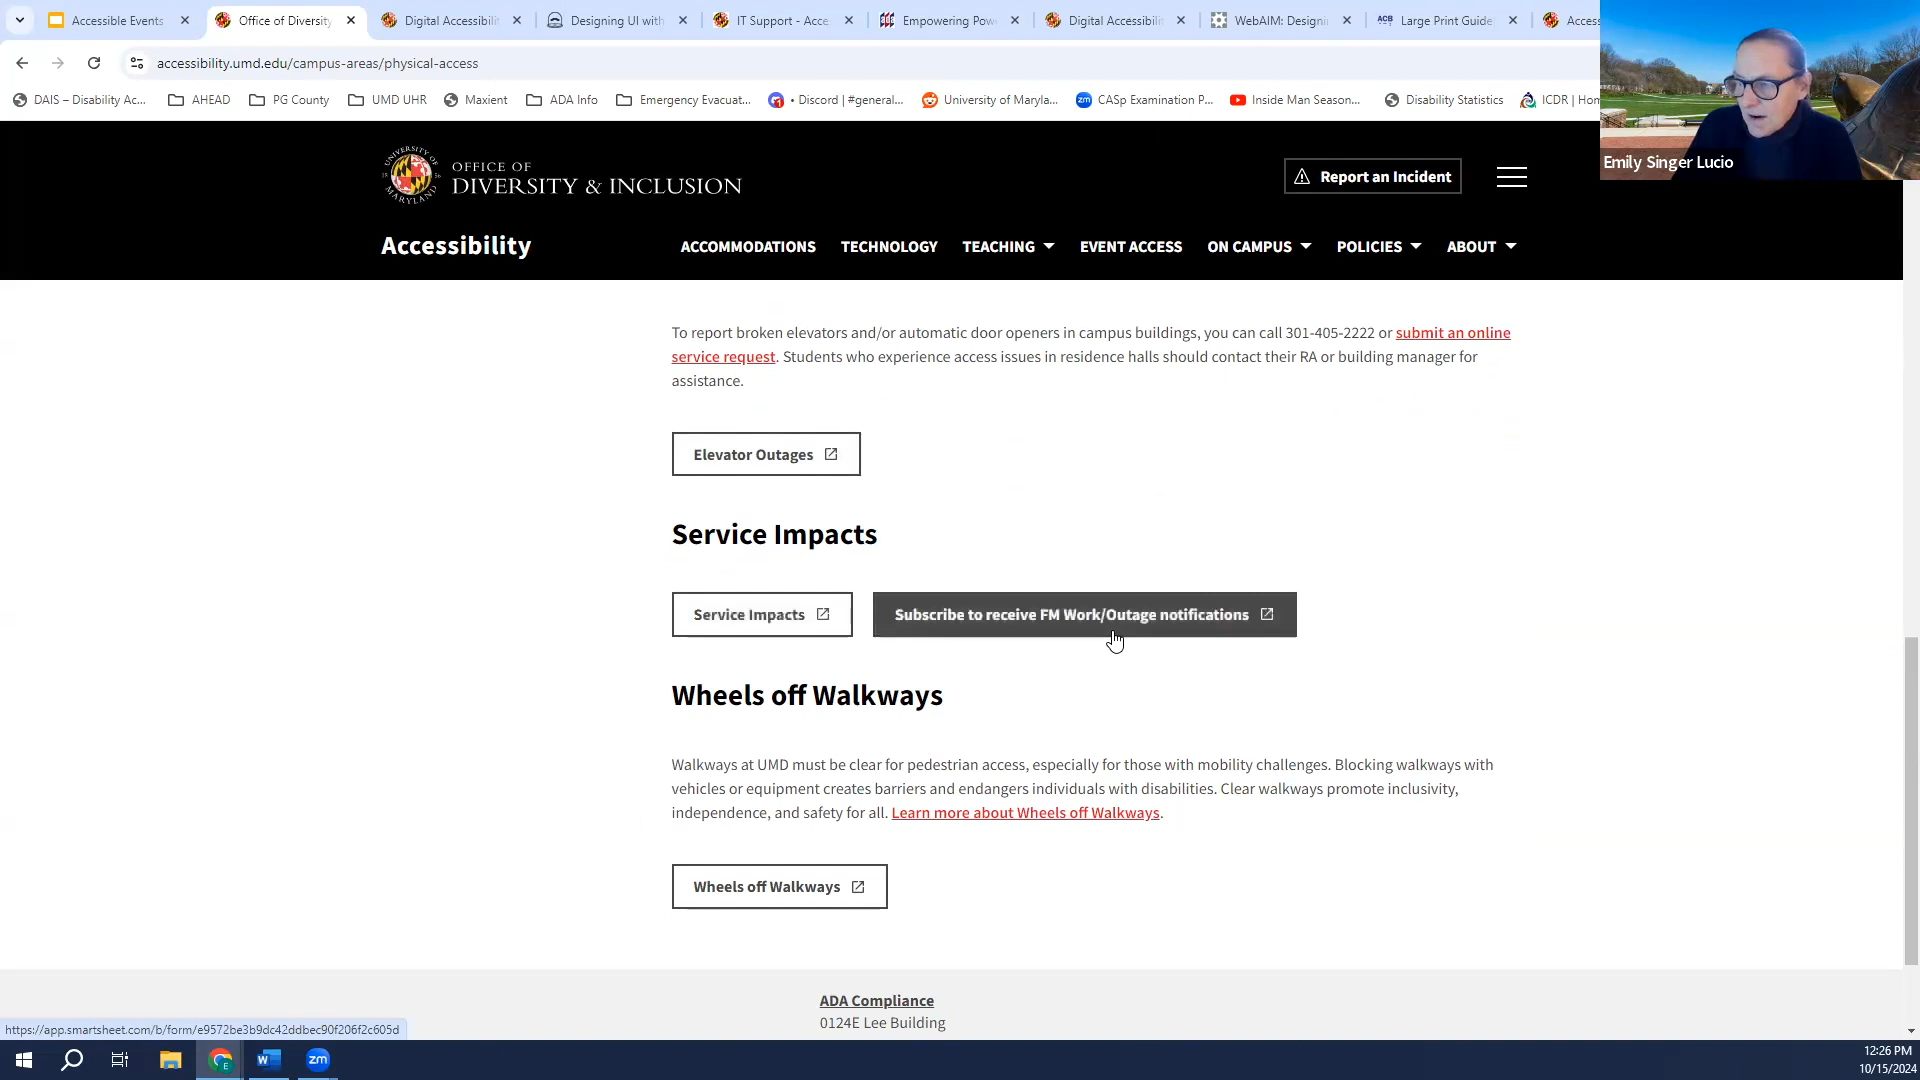 Accessible Events
Office of Diversity
Digital Accessibilit
Designing UI with
IT Support - Acce
Empowering Pow
Digital Accessibilit
WebAIM: Designi
ACB
Large Print Guide
Access
accessibility.umd.edu/campus-areas/physical-access
DAIS – Disability Ac...
AHEAD
PG County
UMD UHR
Maxient
ADA Info
Emergency Evacuat...
• Discord | #general...
University of Maryla...
zm
CASp Examination P...
Inside Man Season...
Disability Statistics
ICDR | Hom
Emily Singer Lucio
UNIVERSITY OF
MARYLAND
18 56
OFFICE OF
DIVERSITY & INCLUSION
Report an Incident
Accessibility
ACCOMMODATIONS
TECHNOLOGY
TEACHING
EVENT ACCESS
ON CAMPUS
POLICIES
ABOUT
To report broken elevators and/or automatic door openers in campus buildings, you can call 301-405-2222 or submit an online
service request. Students who experience access issues in residence halls should contact their RA or building manager for
assistance.
Elevator Outages
Service Impacts
Service Impacts
Subscribe to receive FM Work/Outage notifications
Wheels off Walkways
Walkways at UMD must be clear for pedestrian access, especially for those with mobility challenges. Blocking walkways with
vehicles or equipment creates barriers and endangers individuals with disabilities. Clear walkways promote inclusivity,
independence, and safety for all. Learn more about Wheels off Walkways.
Wheels off Walkways
ADA Compliance
0124E Lee Building
https://app.smartsheet.com/b/form/e9572be3b9dc42ddbec90f206f2c605d
E
W
zm
12:26 PM
10/15/2024